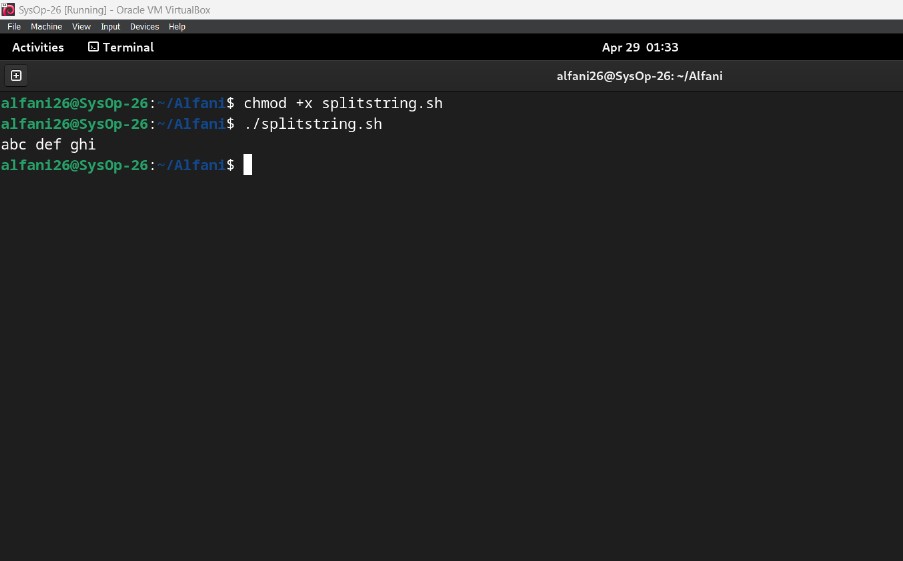 SysOp-26 [Running] - Oracle VM VirtualBox
File Machine View Input Devices Help
Activities Terminal Apr 29 01:33
alfani26@SysOp-26: ~/Alfani
alfani26@SysOp-26:~/Alfani$ chmod +x splitstring.sh
alfani26@SysOp-26:~/Alfani$ ./splitstring.sh
abc def ghi
alfani26@SysOp-26:~/Alfani$